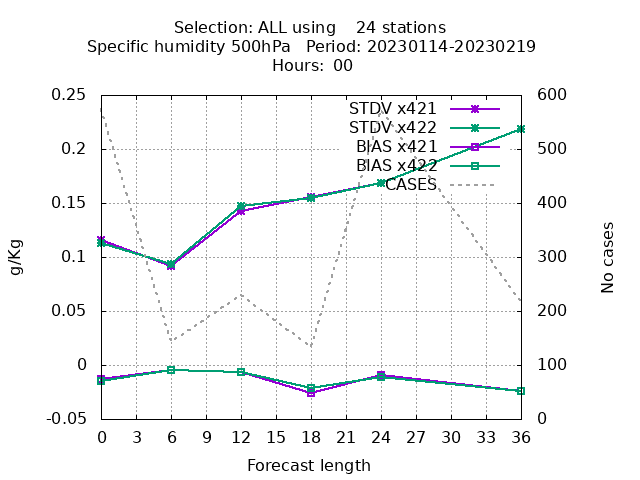 Selection: ALL using    24 stations
Specific humidity 500hPa   Period: 20230114-20230219
Hours:  00
STDV x421
STDV x422
BIAS x421
BIAS x422
CASES
0.25
0.2
0.15
0.1
0.05
0
-0.05
g/Kg
600
500
400
300
200
100
0
No cases
0 3 6 9 12 15 18 21 24 27 30 33 36
Forecast length